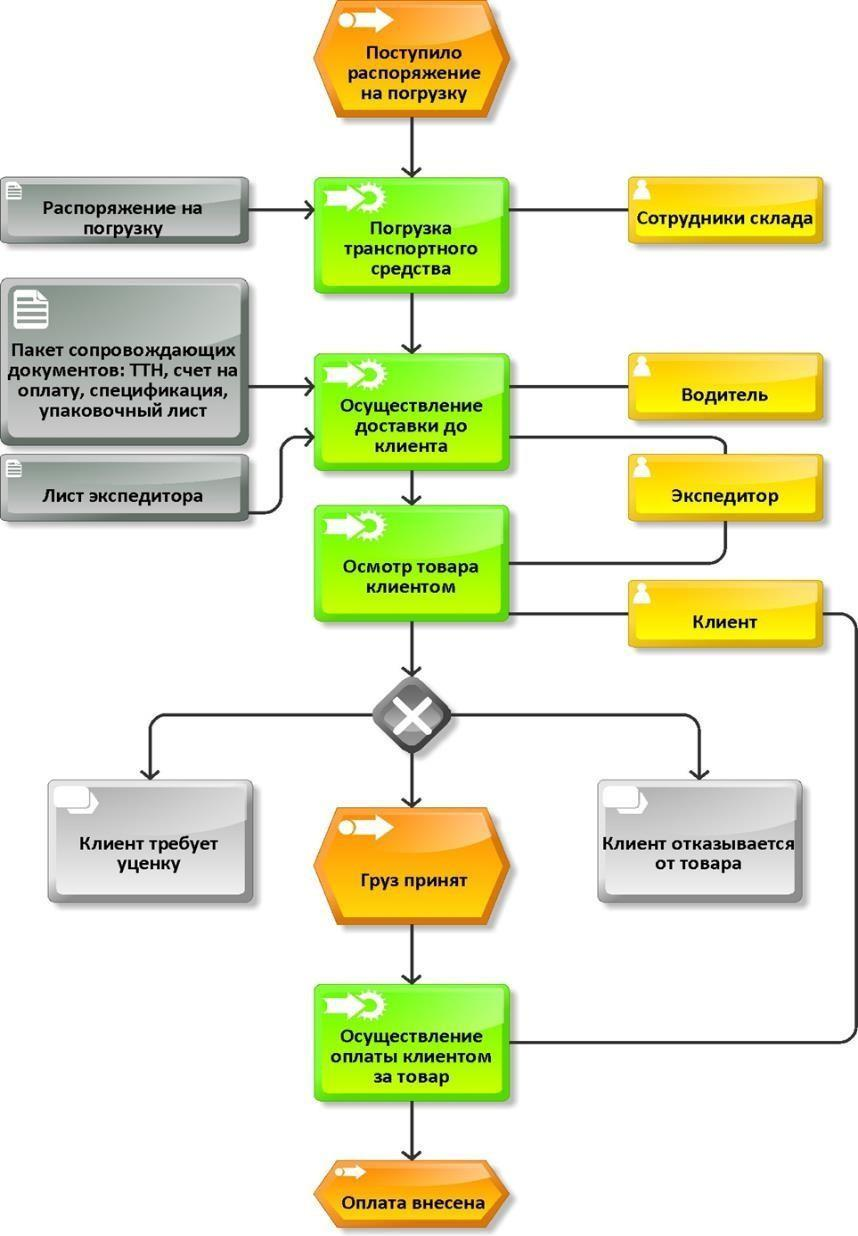 Поступило
распоряжение
на погрузку
Распоряжение на
погрузку
Погрузка
транспортного
средства
Сотрудники склада
Пакет сопровождающих
документов: ТТН, счет на
оплату, спецификация,
упаковочный лист
Осуществление
доставки до
клиента
Водитель
Лист экспедитора
Экспедитор
Осмотр товара
клиентом
Клиент
Клиент требует
уценку
Груз принят
Клиент отказывается
от товара
Осуществление
оплаты клиентом
за товар
Оплата внесена